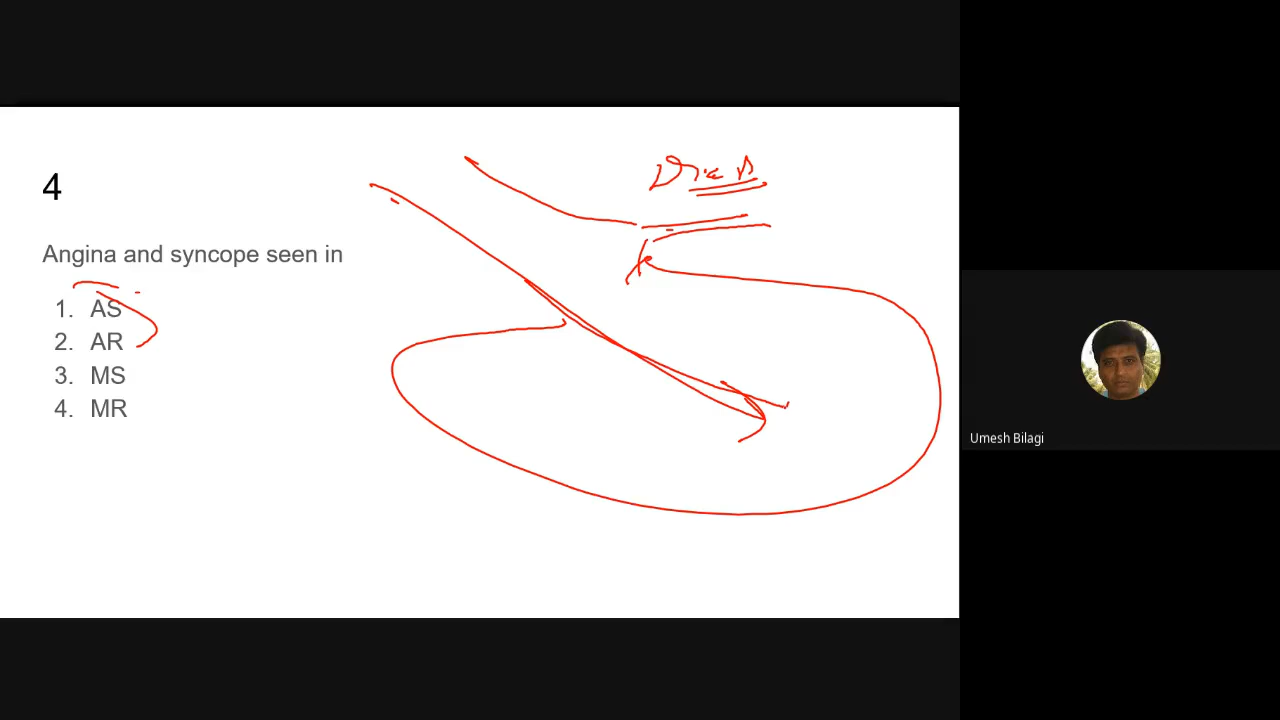 4
Angina and syncope seen in
1. AS
2. AR
3. MS
4. MR
Umesh Bilagi